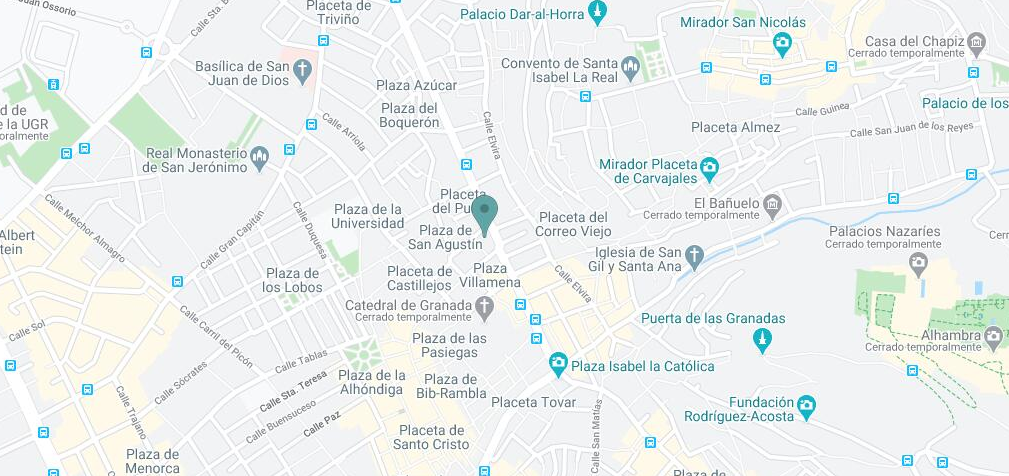 uan Ossorio
Calle Sta. B
Placeta de
Triviño
Palacio Dar-al-Horra
Mirador San Nicolás
Casa del Chapiz
Cerrado temporalmente
Basílica de San
Juan de Dios
Convento de Santa
Isabel La Real
Plaza Azúcar
Plaza del
Boquerón
Calle Elvira
Calle Guinea
Palacio de los
d de
e la UGR
oralmente
Calle Arriola
Placeta Almez
Calle San Juan de los Reyes
Real Monasterio
de San Jerónimo
Mirador Placeta
de Carvajales
Calle Melchor Almagro
Calle Gran Capitán
Calle Duquesa
Plaza de la
Universidad
Placeta
del Pu
Plaza de
San Agustín
Placeta del
Correo Viejo
El Bañuelo
Cerrado temporalmente
Palacios Nazaríes
Cerrado temporalmente
Cerr
Albert
tein
Iglesia de San
Gil y Santa Ana
Plaza de
los Lobos
Placeta de
Castillejos
Plaza
Villamena
Calle Elvira
Catedral de Granada
Cerrado temporalmente
Puerta de las Granadas
Calle Sol
Calle Carril del Picón
Plaza de las
Pasiegas
Alhambra
Cerrado temporalmente
Calle Tablas
Calle Sócrates
Calle Sta. Teresa
Plaza de la
Alhóndiga
Plaza de
Bib-Rambla
Plaza Isabel la Católica
Calle Trajano
Calle Buensuceso
Calle Paz
Placeta Tovar
Calle San Matías
Fundación
Rodríguez-Acosta
Placeta de
Santo Cristo
Plaza de
Menorca
Plaza de